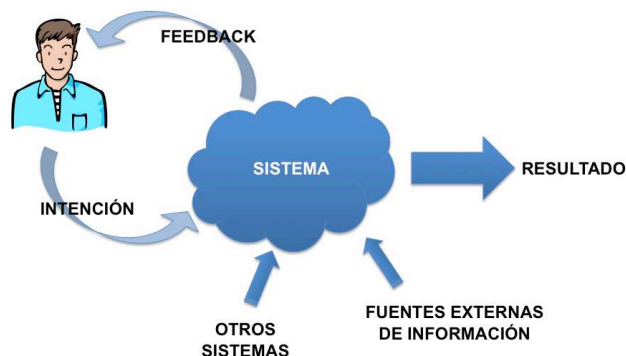 FEEDBACK
SISTEMA
RESULTADO
INTENCIÓN
OTROS
SISTEMAS
FUENTES EXTERNAS
DE INFORMACIÓN